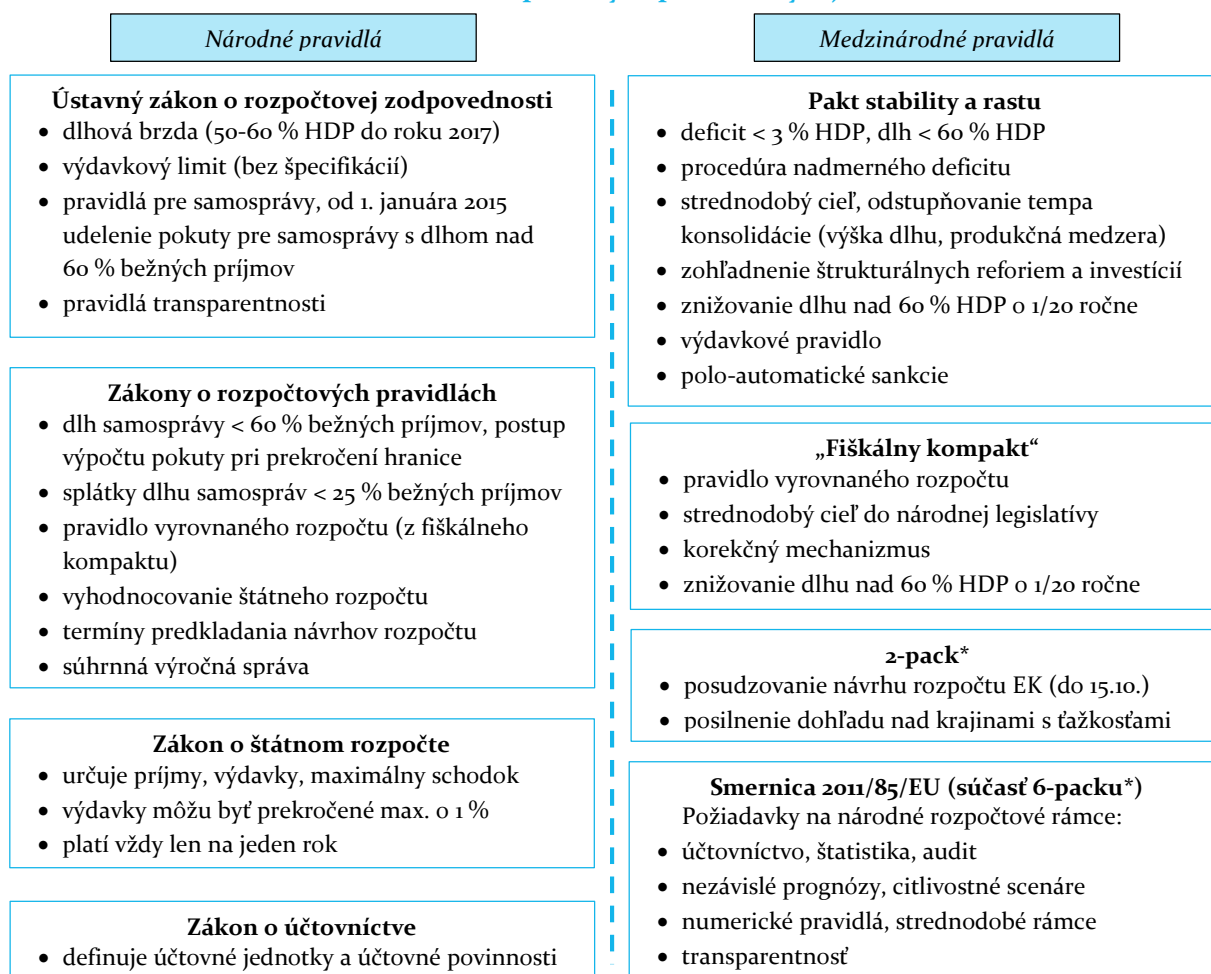 Národné pravidlá
Ústavný zákon o rozpočtovej zodpovednosti
• dlhová brzda (50-60 % HDP do roku 2017)
• výdavkový limit (bez špecifikácií)
• pravidlá pre samosprávy, od 1. januára 2015
udelenie pokuty pre samosprávy s dlhom nad
60 % bežných príjmov
• pravidlá transparentnosti
Zákony o rozpočtových pravidlách
• dlh samosprávy < 60 % bežných príjmov, postup
výpočtu pokuty pri prekročení hranice
• splátky dlhu samospráv < 25 % bežných príjmov
• pravidlo vyrovnaného rozpočtu (z fiškálneho
kompaktu)
• vyhodnocovanie štátneho rozpočtu
• termíny predkladania návrhov rozpočtu
• súhrnná výročná správa
Zákon o štátnom rozpočte
• určuje príjmy, výdavky, maximálny schodok
• výdavky môžu byť prekročené max. o 1 %
• platí vždy len na jeden rok
Zákon o účtovníctve
• definuje účtovné jednotky a účtovné povinnosti
Medzinárodné pravidlá
Pakt stability a rastu
• deficit < 3 % HDP, dlh < 60 % HDP
• procedúra nadmerného deficitu
• strednodobý cieľ, odstupňovanie tempa
konsolidácie (výška dlhu, produkčná medzera)
• zohľadnenie štrukturálnych reforiem a investícií
• znižovanie dlhu nad 60 % HDP o 1/20 ročne
• výdavkové pravidlo
• polo-automatické sankcie
„Fiškálny kompakt“
• pravidlo vyrovnaného rozpočtu
• strednodobý cieľ do národnej legislatívy
• korekčný mechanizmus
• znižovanie dlhu nad 60 % HDP o 1/20 ročne
2-pack*
• posudzovanie návrhu rozpočtu EK (do 15.10.)
• posilnenie dohľadu nad krajinami s ťažkosťami
Smernica 2011/85/EU (súčasť 6-packu*)
Požiadavky na národné rozpočtové rámce:
• účtovníctvo, štatistika, audit
• nezávislé prognózy, citlivostné scenáre
• numerické pravidlá, strednodobé rámce
• transparentnosť